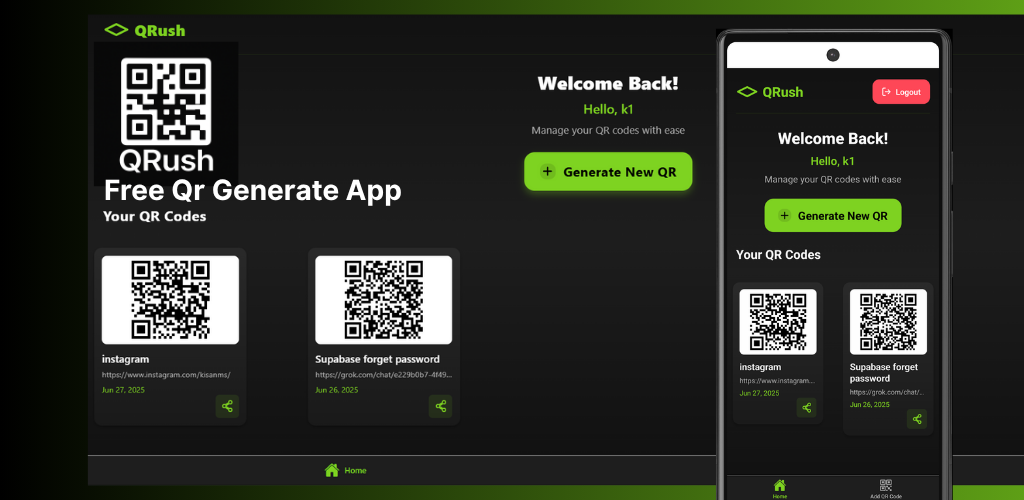 QRush
QRush
Free Qr Generate App
Your QR Codes
Welcome Back!
Hello, k1
Manage your QR codes with ease
+ Generate New QR
instagram
https://www.instagram.com/kisanms/
Jun 27, 2025
Supabase forget password
https://grok.com/chat/e229b0b7-4f49...
Jun 26, 2025
Home
QRush
Logout
Welcome Back!
Hello, k1
Manage your QR codes with ease
+ Generate New QR
Your QR Codes
instagram
https://www.instagram...
Jun 27, 2025
Supabase forget
password
https://grok.com/chat/...
Jun 26, 2025
Home
Add QR Code